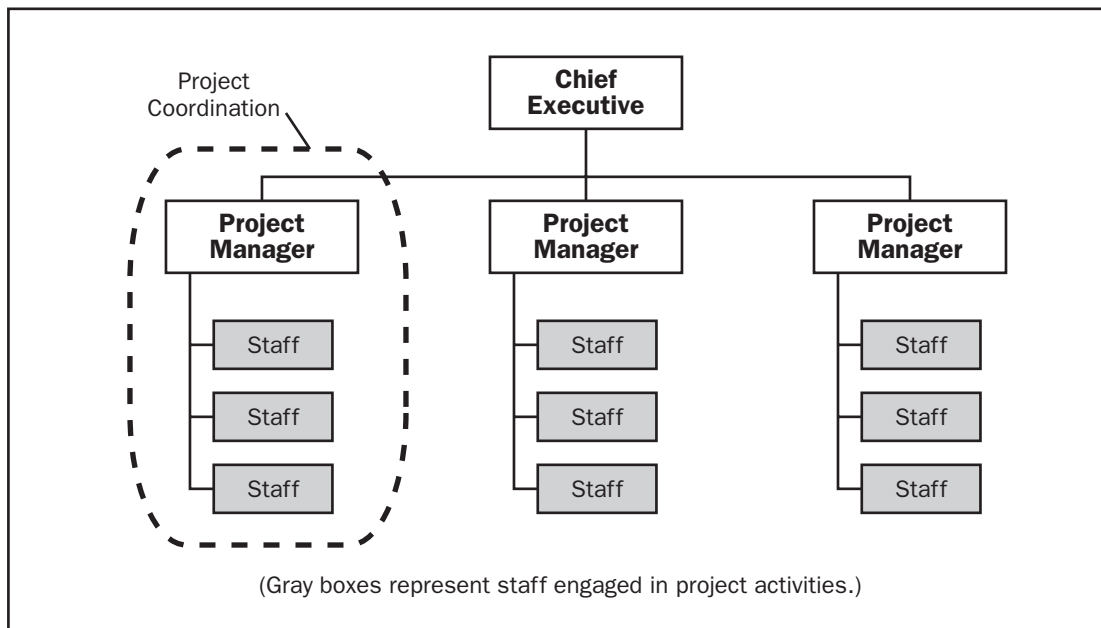 Project
Coordination
Chief
Executive
Project
Manager
Project
Manager
Project
Manager
Staff
Staff
Staff
Staff
Staff
Staff
Staff
Staff
Staff
(Gray boxes represent staff engaged in project activities.)